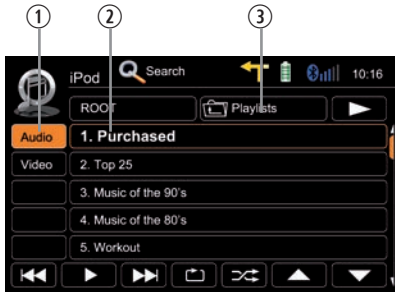 1 2 3
iPod Search 10:16
ROOT Playlists
Audio 1. Purchased
Video 2. Top 25
3. Music of the 90's
4. Music of the 80's
5. Workout